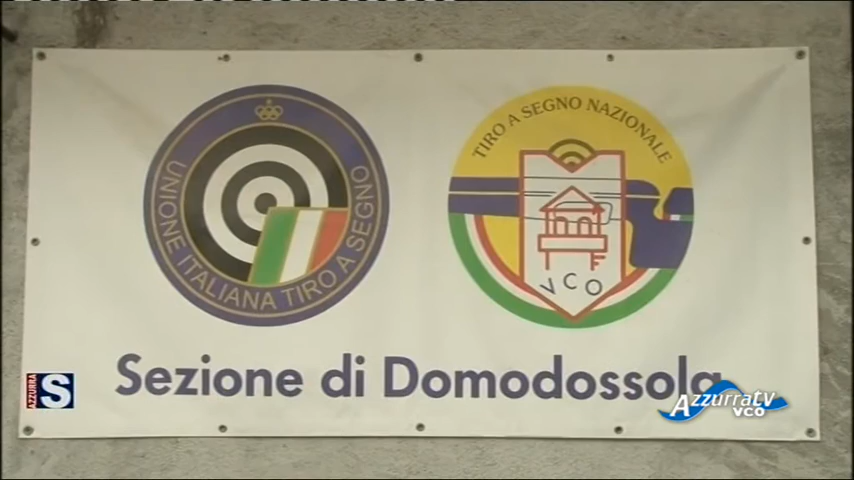 UNIONE ITALIANA TIRO A SEGNO
TIRO A SEGNO NAZIONALE
VCO
Sezione di Domodossola
AZZURRA S
Azzurratv
VCO